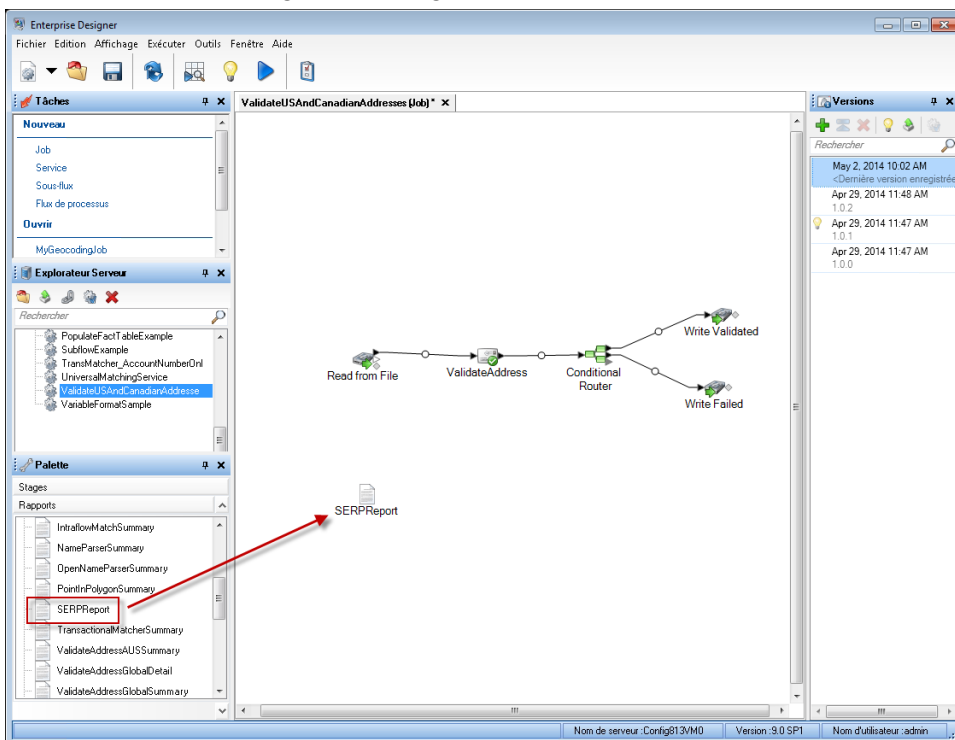 Enterprise Designer
Fichier Edition Affichage Exécuter Outils Fenêtre Aide
Tâches
Nouveau
Job
Service
Sous-flux
Flux de processus
Ouvrir
MyGeocodingJob
Explorateur Serveur
Rechercher
PopulateFactTableExample
SubflowExample
TransMatcher_AccountNumberOnl
UniversalMatchingService
ValidateUSAndCanadianAddresse
VariableFormatSample
Palette
Stages
Rapports
IntraflowMatchSummary
NameParserSummary
OpenNameParserSummary
PointInPolygonSummary
SERPReport
TransactionalMatcherSummary
ValidateAddressAUSSummary
ValidateAddressGlobalDetail
ValidateAddressGlobalSummary
ValidateUSAndCanadianAddresses (Job) *
Read from File
ValidateAddress
Conditional
Router
Write Validated
Write Failed
SERPReport
Versions
Rechercher
May 2, 2014 10:02 AM
<Dernière version enregistrée
Apr 29, 2014 11:48 AM
1.0.2
Apr 29, 2014 11:47 AM
1.0.1
Apr 29, 2014 11:47 AM
1.0.0
Nom de serveur :Config813VM0 Version :9.0 SP1 Nom d'utilisateur :admin